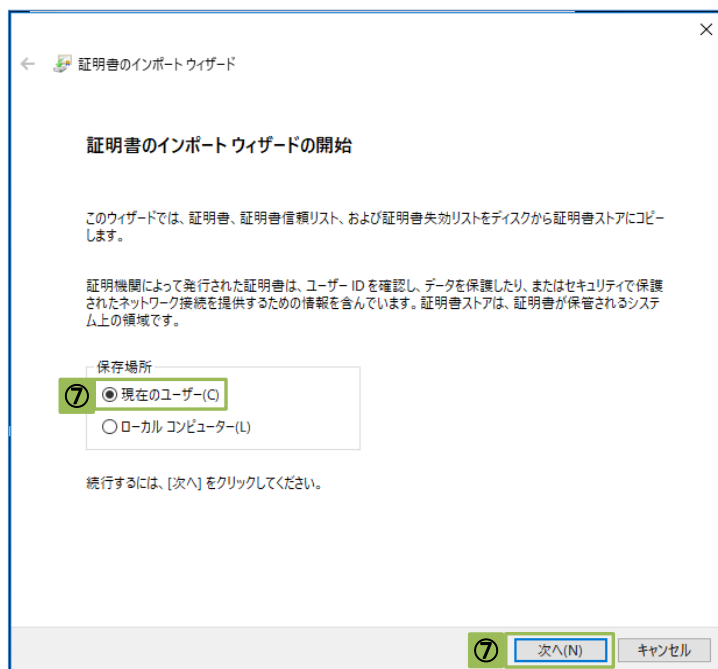 証明書のインポート ウィザード
証明書のインポート ウィザードの開始
このウィザードでは、証明書、証明書信頼リスト、および証明書失効リストをディスクから証明書ストアにコピー
します。
証明機関によって発行された証明書は、ユーザー ID を確認し、データを保護したり、またはセキュリティで保護
されたネットワーク接続を提供するための情報を含んでいます。証明書ストアは、証明書が保管されるシステ
ム上の領域です。
保存場所
⑦ 現在のユーザー(C)
ローカル コンピューター(L)
続行するには、[次へ] をクリックしてください。
⑦ 次へ(N) キャンセル